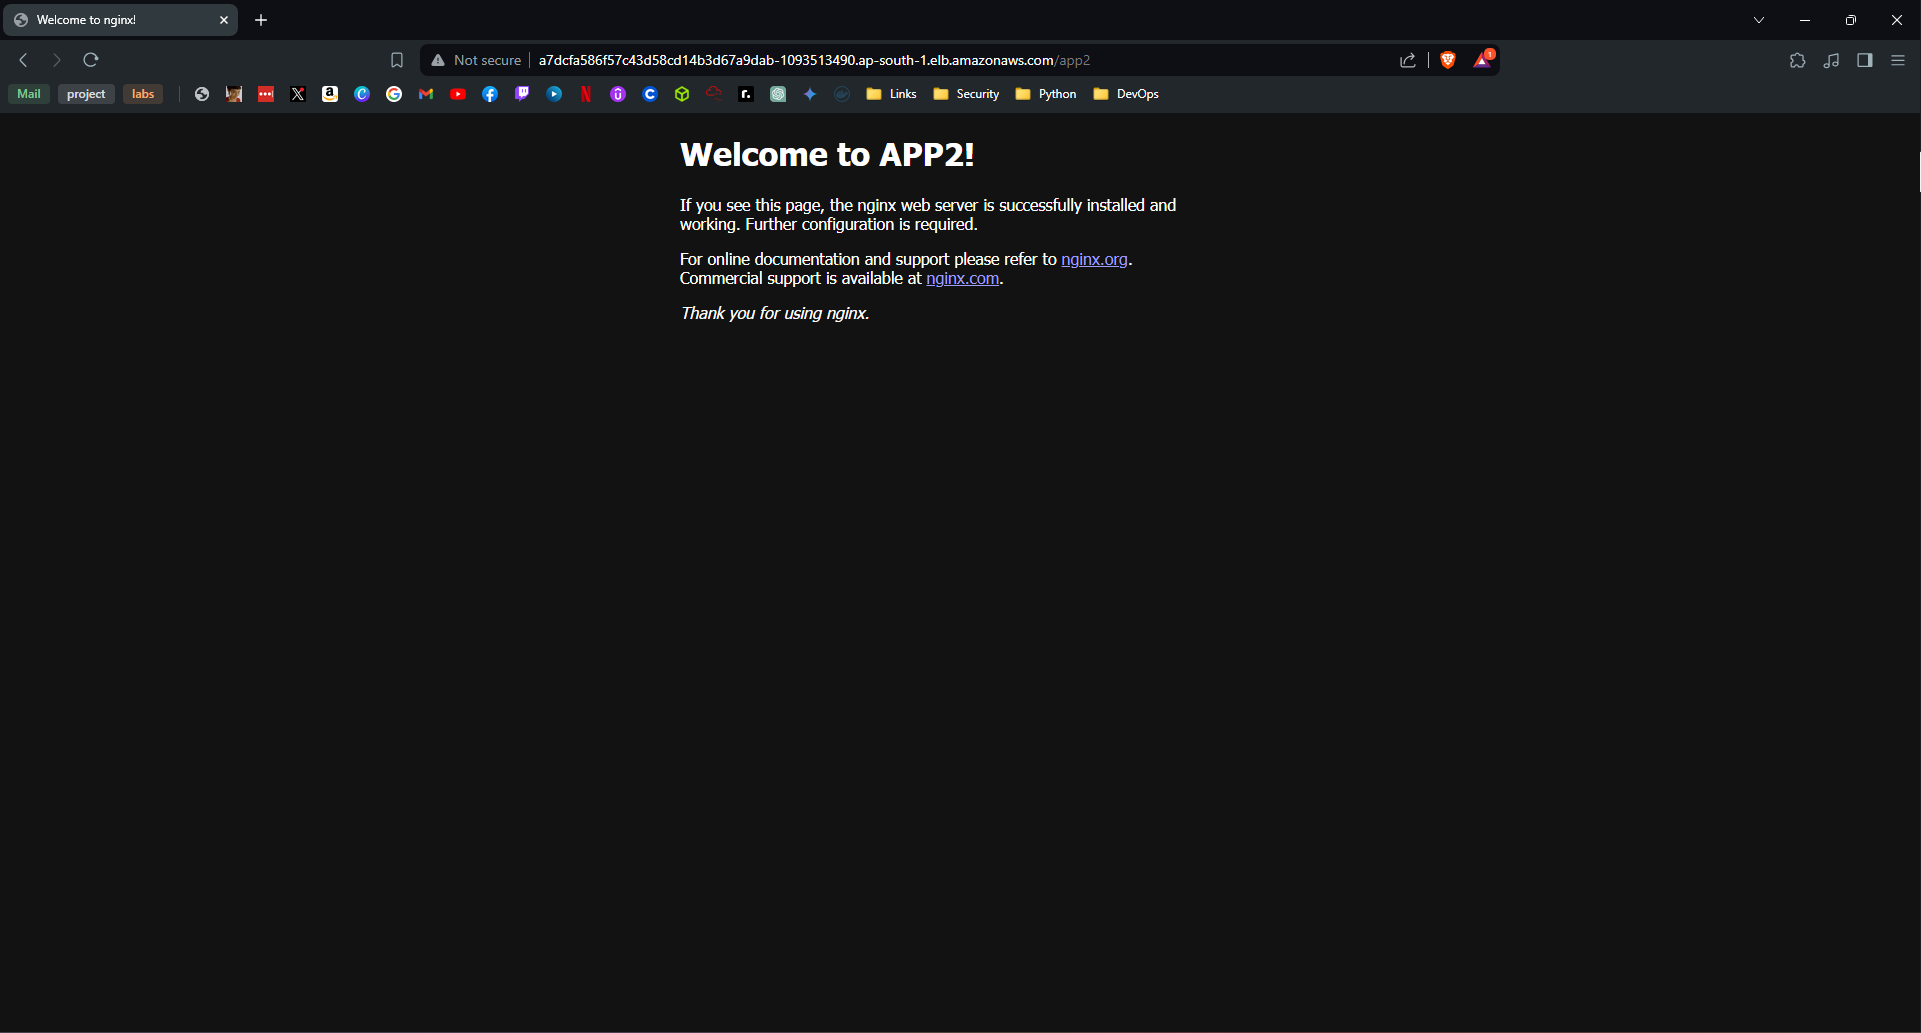 Welcome to nginx!
Not secure
a7dcfa586f57c43d58cd14b3d67a9dab-1093513490.ap-south-1.elb.amazonaws.com/app2
1
Mail project labs Links Security Python DevOps
Welcome to APP2!
If you see this page, the nginx web server is successfully installed and
working. Further configuration is required.
For online documentation and support please refer to nginx.org.
Commercial support is available at nginx.com.
Thank you for using nginx.